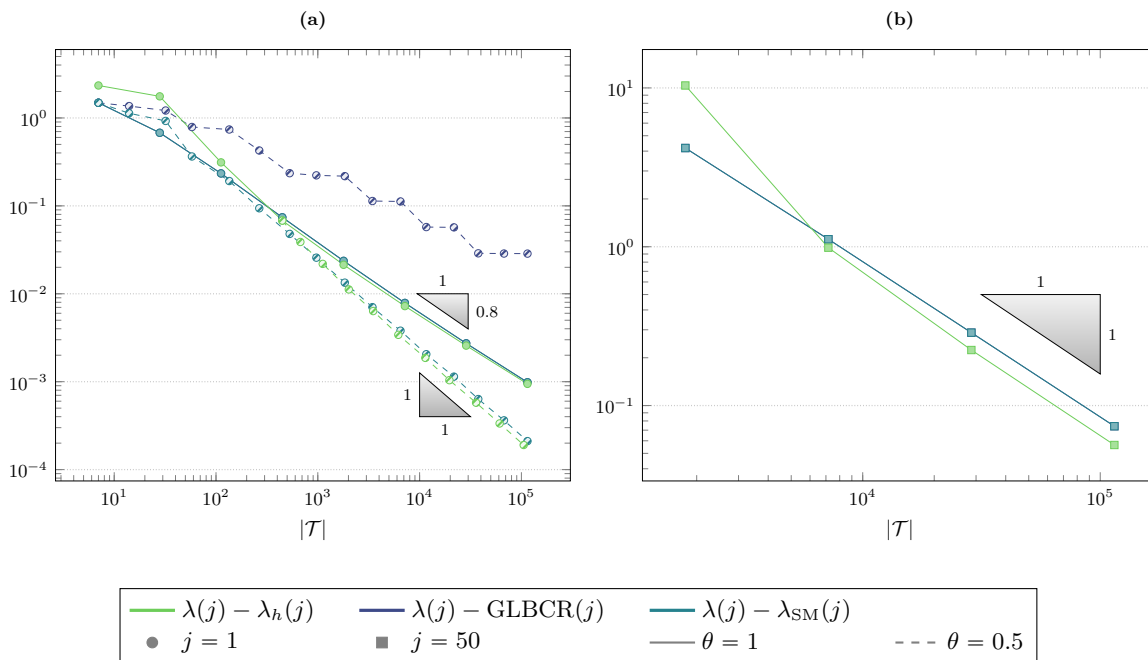 (a)
(b)
10^1
10^0
10^0
10^{-1}
1
0.8
10^{-2}
1
1
10^{-3}
1
1
10^{-1}
10^{-4}
10^1 10^2 10^3 10^4 10^5
10^4 10^5
|𝒯|
|𝒯|
λ(j) − λ_h(j) λ(j) − GLBCR(j) λ(j) − λ_SM(j)
j = 1 j = 50 θ = 1 θ = 0.5